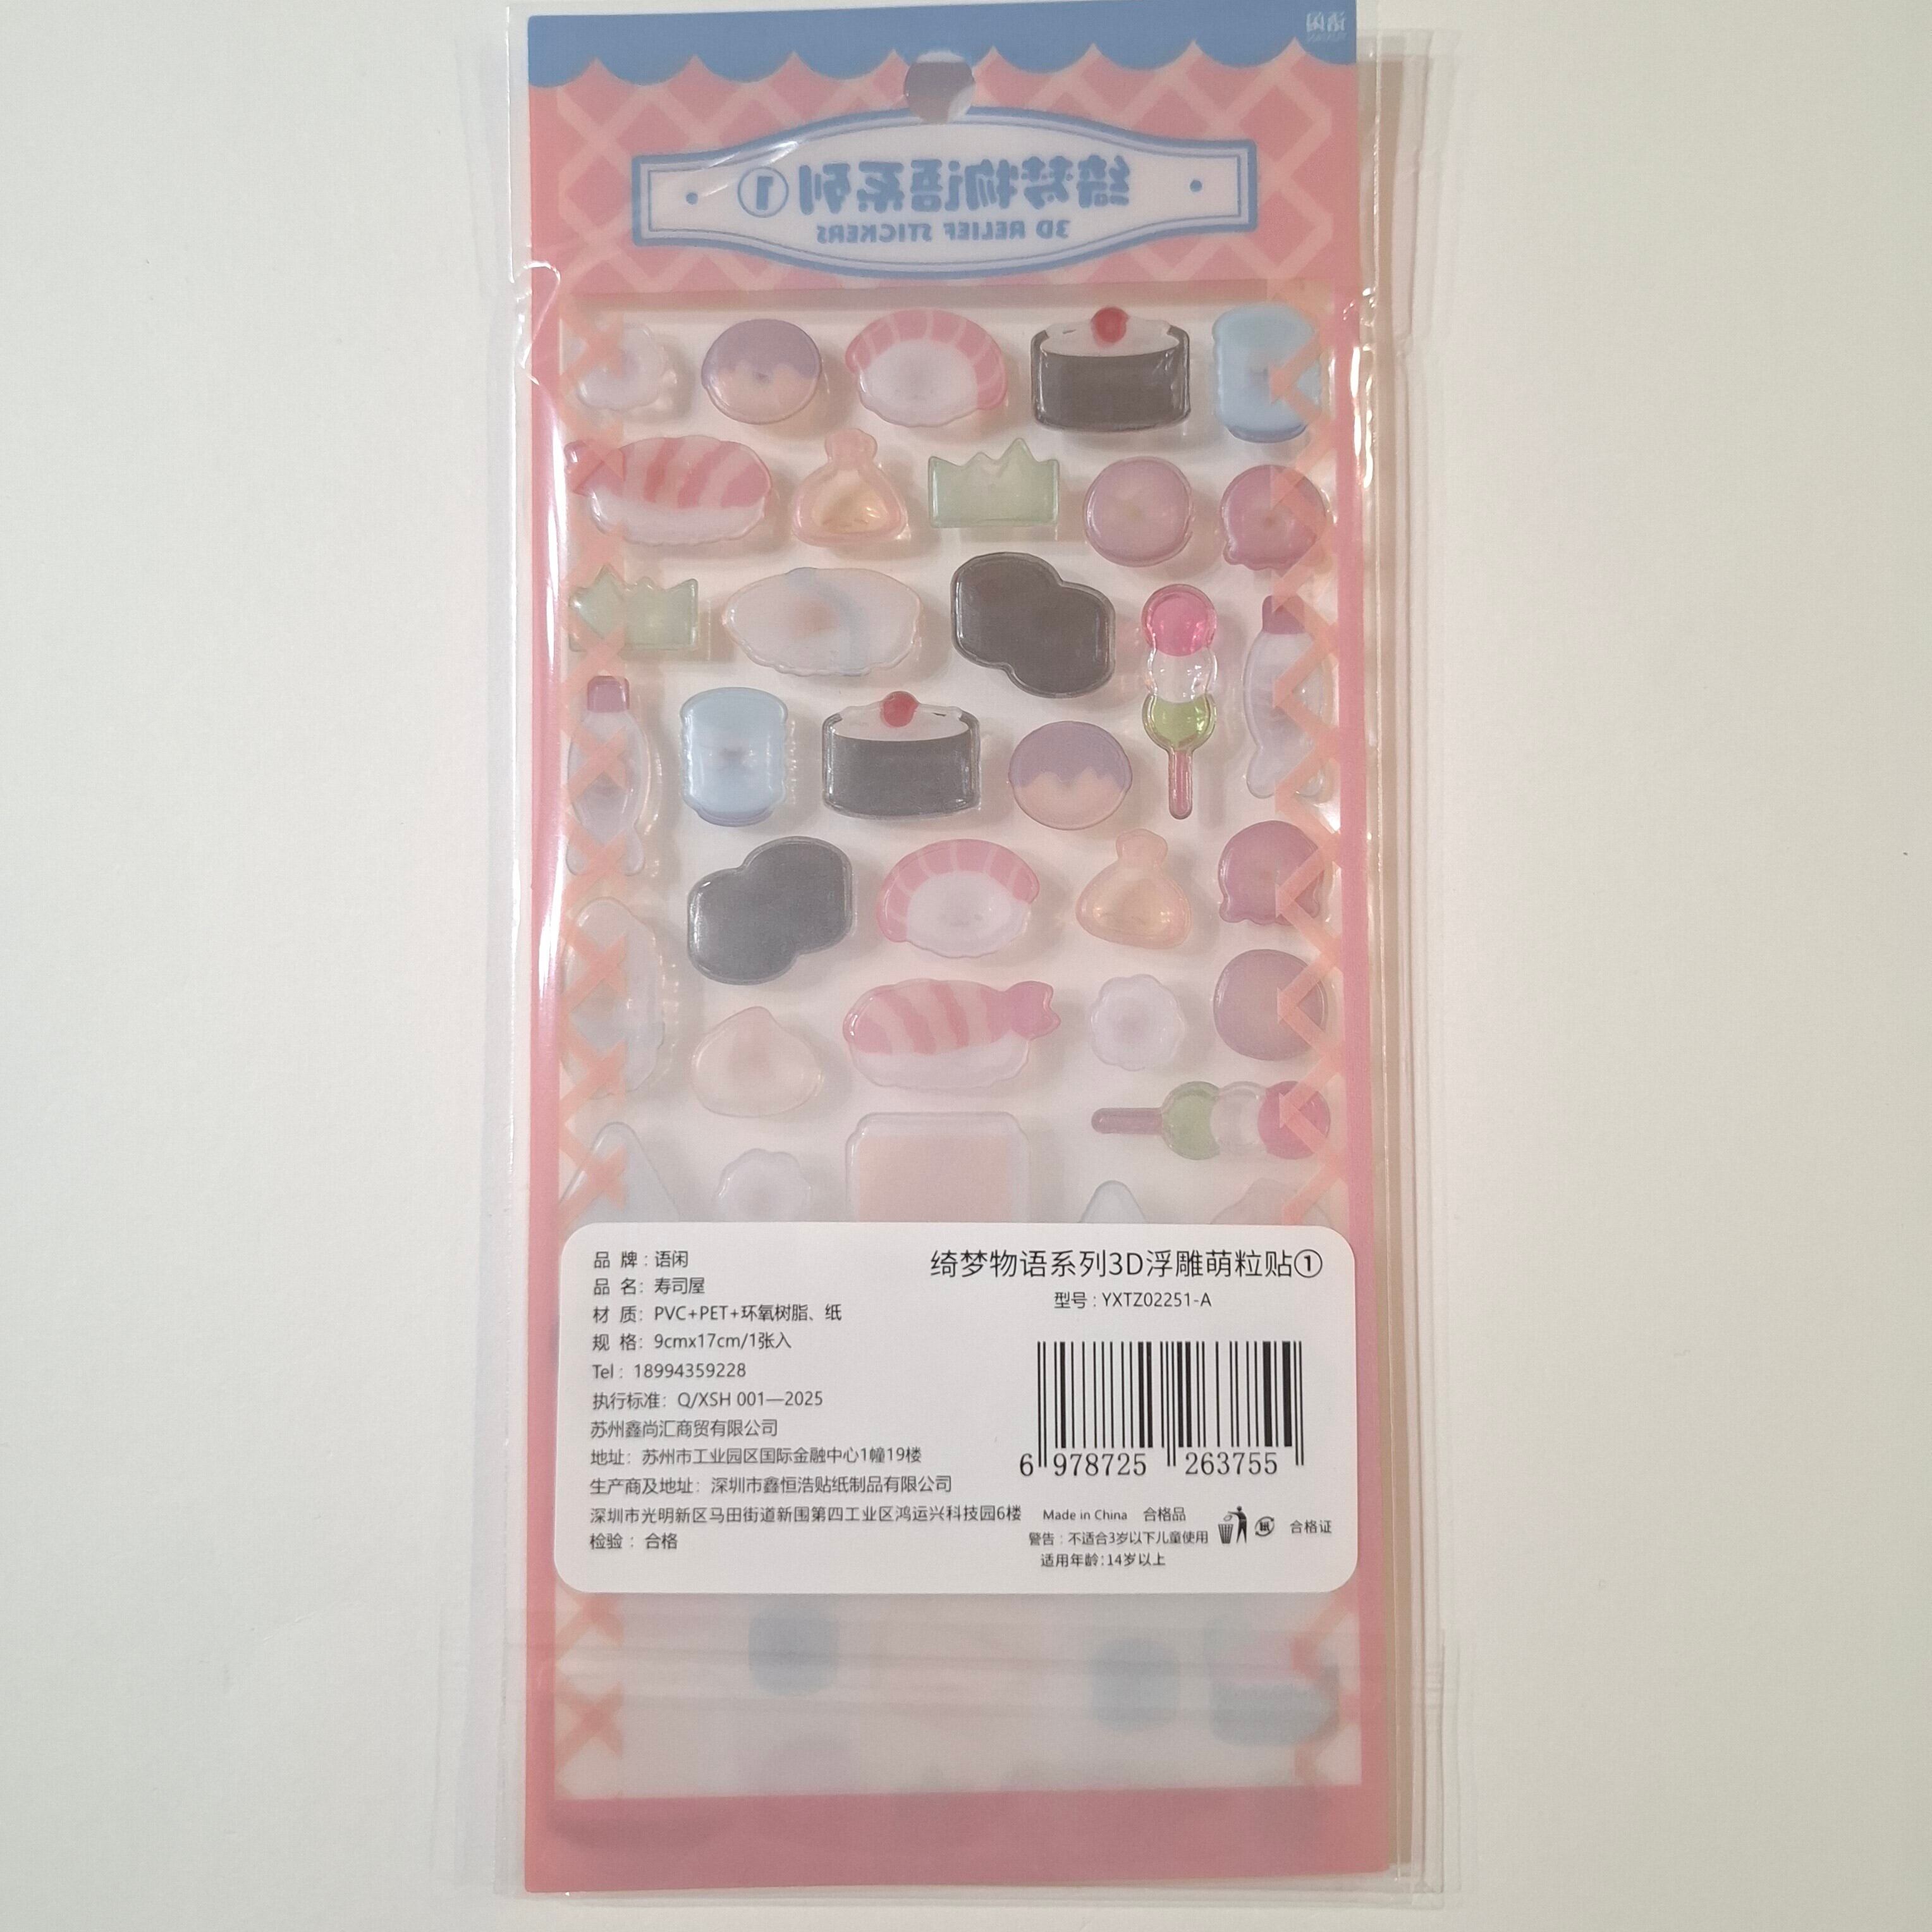 语闲
绮梦物语系列①
3D RELIEF STICKERS
品 牌：语闲
品 名：寿司屋
材 质：PVC+PET+环氧树脂、纸
规 格：9cmx17cm/1张入
Tel：18994359228
执行标准：Q/XSH 001—2025
苏州鑫尚汇商贸有限公司
地址：苏州市工业园区国际金融中心1幢19楼
生产商及地址：深圳市鑫恒浩贴纸制品有限公司
深圳市光明新区马田街道新围第四工业区鸿运兴科技园6楼
检验：合格
绮梦物语系列3D浮雕萌粒贴①
型号：YXTZ02251-A
6 978725 263755
Made in China 合格品
警告：不适合3岁以下儿童使用
适用年龄:14岁以上
合格证